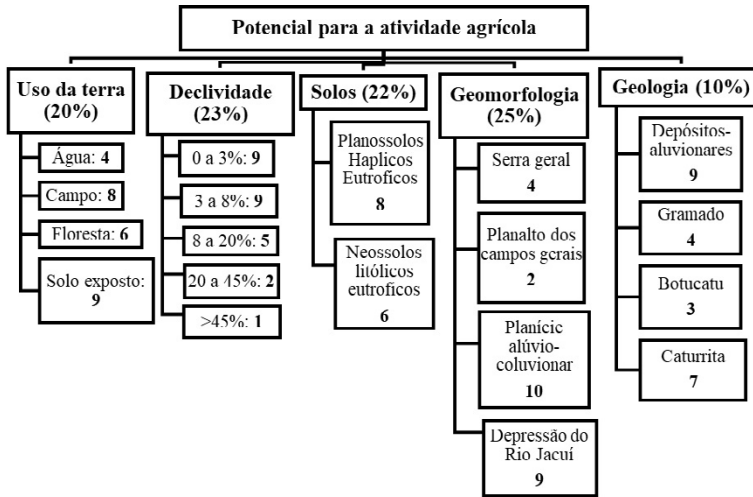 Potencial para a atividade agrícola
Uso da terra
(20%)
Água: 4
Campo: 8
Floresta: 6
Solo exposto:
9
Declividade
(23%)
0 a 3%: 9
3 a 8%: 9
8 a 20%: 5
20 a 45%: 2
>45%: 1
Solos (22%)
Planossolos
Haplicos
Eutroficos
8
Neossolos
litólicos
eutroficos
6
Geomorfologia
(25%)
Serra geral
4
Planalto dos
campos gerais
2
Planície
alúvio-
coluvionar
10
Depressão do
Rio Jacuí
9
Geologia (10%)
Depósitos-
aluvionares
9
Gramado
4
Botucatu
3
Caturrita
7